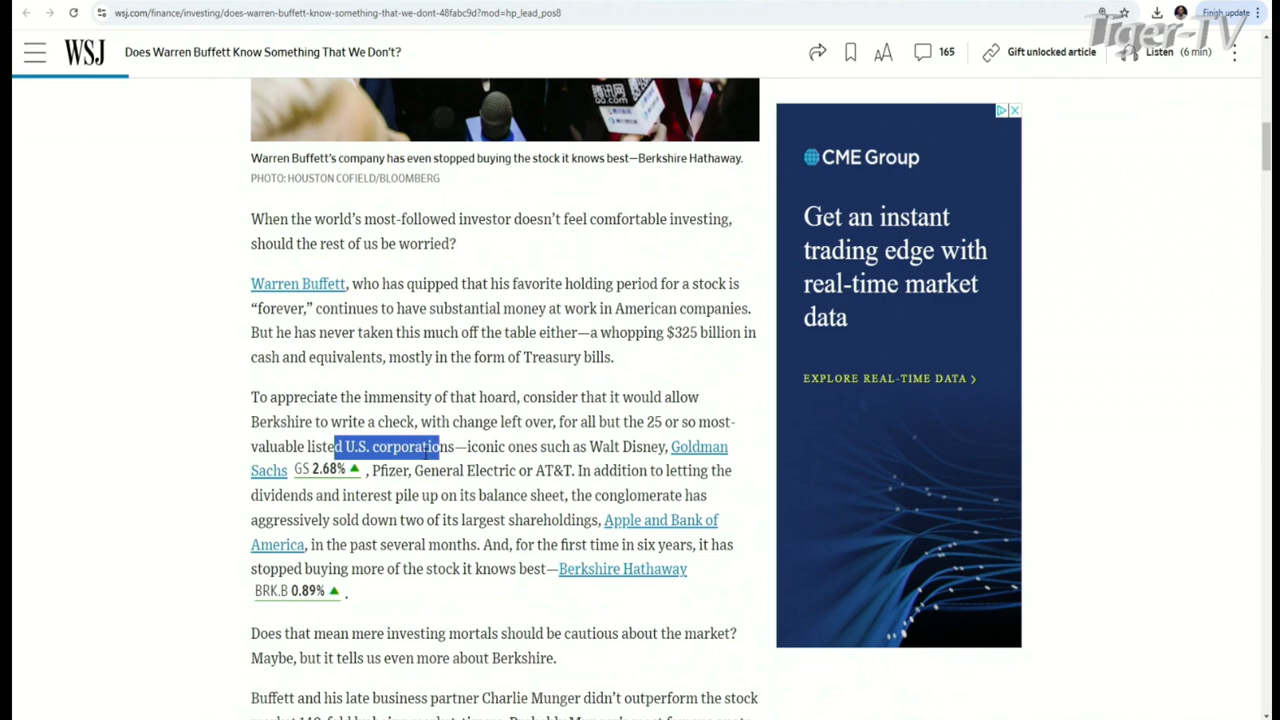 wsj.com/finance/investing/does-warren-buffett-know-something-that-we-dont-48fabc9d?mod=hp_lead_pos8
Finish update
Tiger-TV
WSJ
Does Warren Buffett Know Something That We Don't?
165
Gift unlocked article
Listen (6 min)
腾讯网
QQ.com
Warren Buffett's company has even stopped buying the stock it knows best—Berkshire Hathaway.
PHOTO: HOUSTON COFIELD/BLOOMBERG
When the world's most-followed investor doesn't feel comfortable investing,
should the rest of us be worried?
Warren Buffett, who has quipped that his favorite holding period for a stock is
"forever," continues to have substantial money at work in American companies.
But he has never taken this much off the table either—a whopping $325 billion in
cash and equivalents, mostly in the form of Treasury bills.
To appreciate the immensity of that hoard, consider that it would allow
Berkshire to write a check, with change left over, for all but the 25 or so most-
valuable listed U.S. corporations—iconic ones such as Walt Disney, Goldman
Sachs GS 2.68% ▲ , Pfizer, General Electric or AT&T. In addition to letting the
dividends and interest pile up on its balance sheet, the conglomerate has
aggressively sold down two of its largest shareholdings, Apple and Bank of
America, in the past several months. And, for the first time in six years, it has
stopped buying more of the stock it knows best—Berkshire Hathaway
BRK.B 0.89% ▲ .
Does that mean mere investing mortals should be cautious about the market?
Maybe, but it tells us even more about Berkshire.
Buffett and his late business partner Charlie Munger didn't outperform the stock
CME Group
Get an instant
trading edge with
real-time market
data
EXPLORE REAL-TIME DATA >